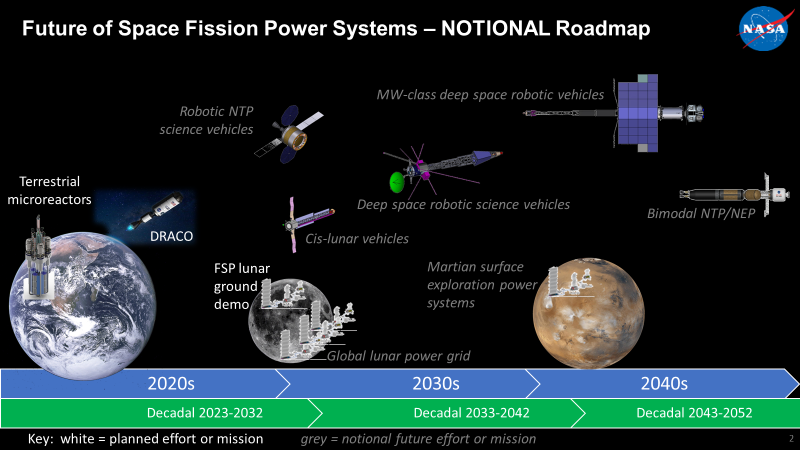 Future of Space Fission Power Systems – NOTIONAL Roadmap
NASA
MW-class deep space robotic vehicles
Robotic NTP
science vehicles
Terrestrial
microreactors
DRACO
Deep space robotic science vehicles
Bimodal NTP/NEP
Cis-lunar vehicles
FSP lunar
ground
demo
Martian surface
exploration power
systems
Global lunar power grid
2020s
2030s
2040s
Decadal 2023-2032
Decadal 2033-2042
Decadal 2043-2052
Key: white = planned effort or mission
grey = notional future effort or mission
2